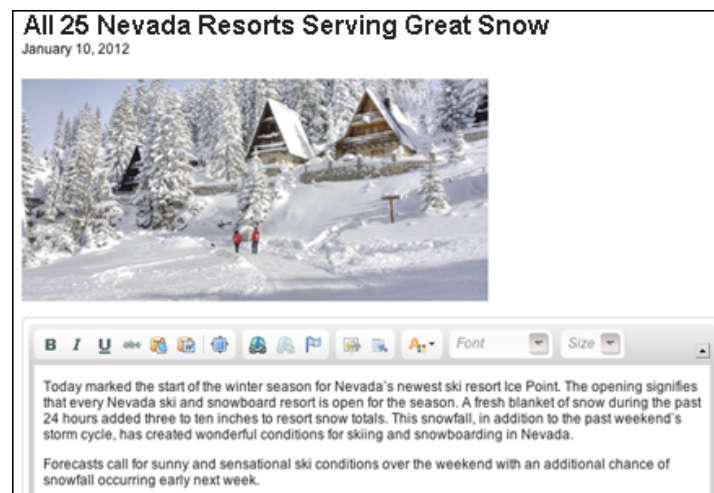 All 25 Nevada Resorts Serving Great Snow
January 10, 2012
B I U abc Font Size
Today marked the start of the winter season for Nevada's newest ski resort Ice Point. The opening signifies
that every Nevada ski and snowboard resort is open for the season. A fresh blanket of snow during the past
24 hours added three to ten inches to resort snow totals. This snowfall, in addition to the past weekend's
storm cycle, has created wonderful conditions for skiing and snowboarding in Nevada.
Forecasts call for sunny and sensational ski conditions over the weekend with an additional chance of
snowfall occurring early next week.